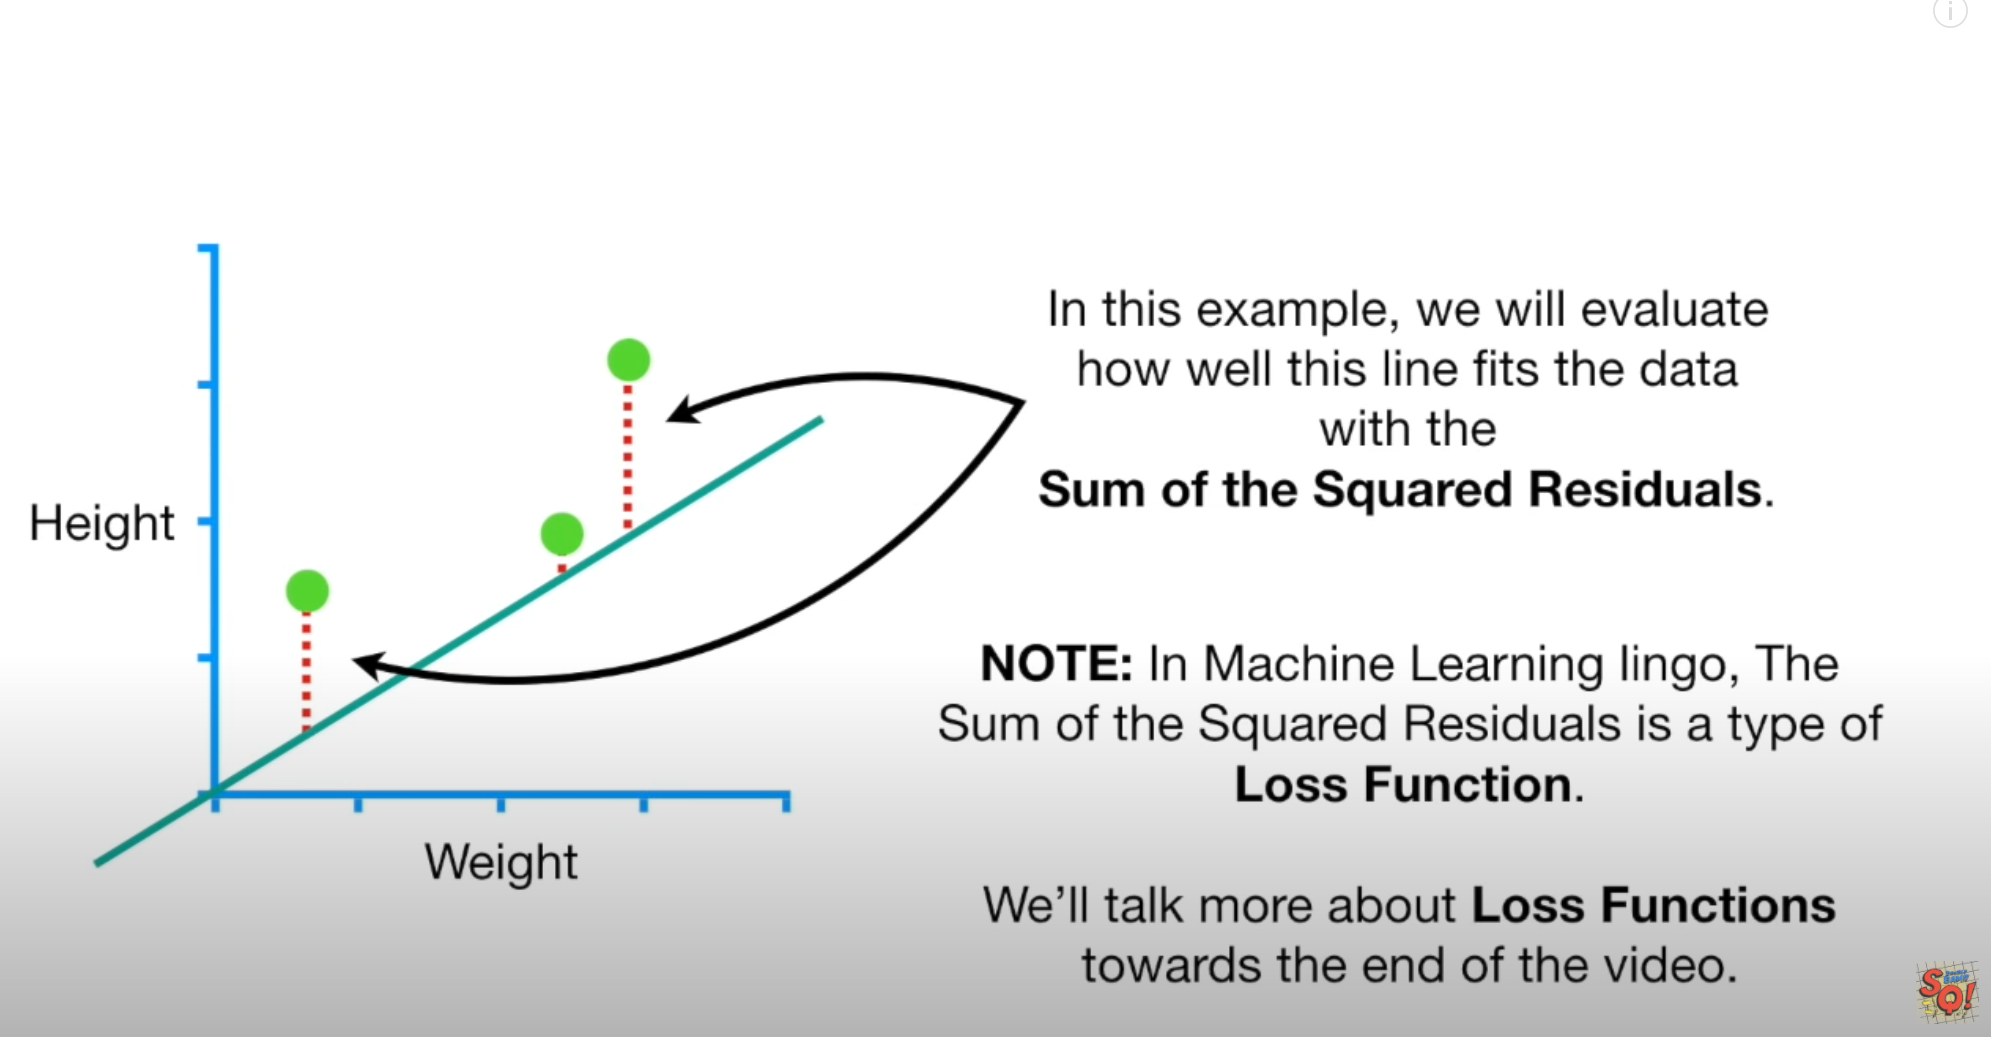 In this example, we will evaluate
how well this line fits the data
with the
Sum of the Squared Residuals.
Height
NOTE: In Machine Learning lingo, The
Sum of the Squared Residuals is a type of
Loss Function.
Weight
We’ll talk more about Loss Functions
towards the end of the video.
SQ!